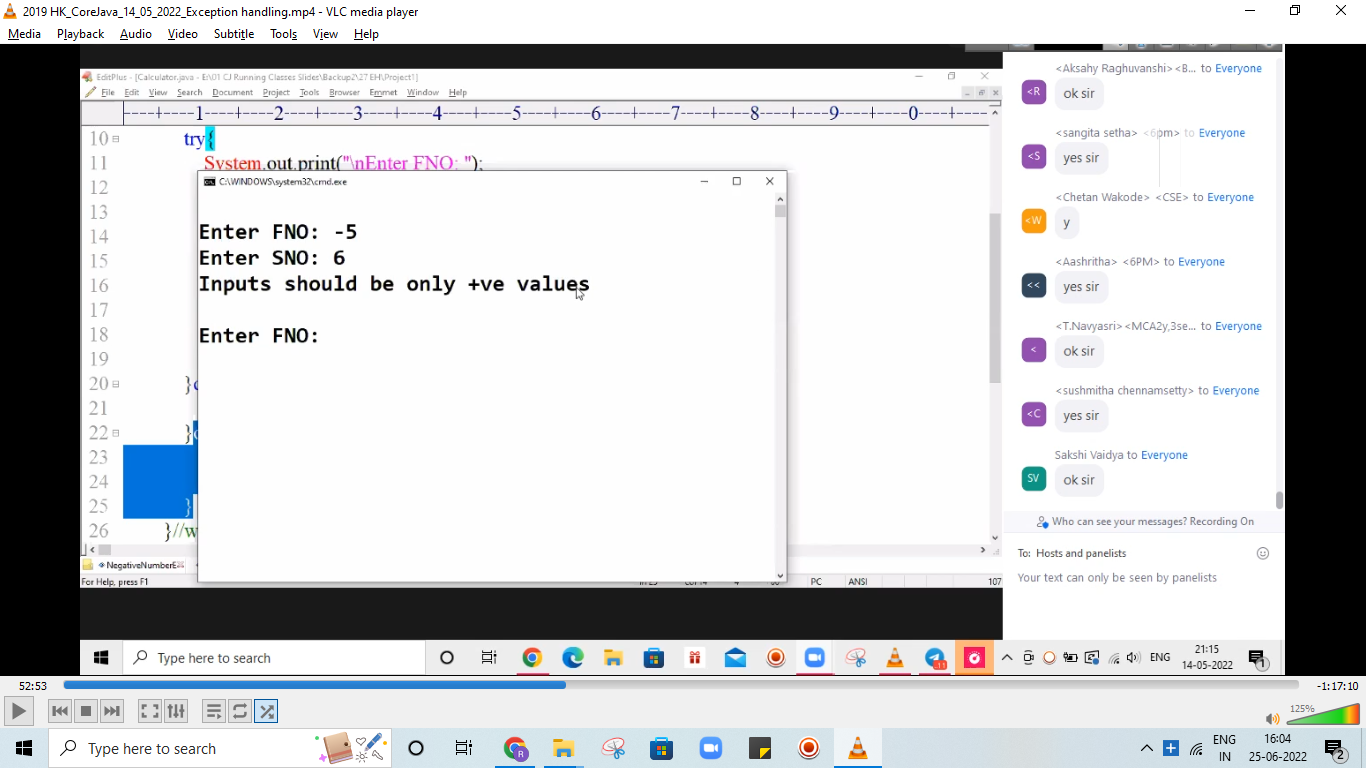 2019 HK_CoreJava_14_05_2022_Exception handling.mp4 - VLC media player
Media Playback Audio Video Subtitle Tools View Help
EditPlus - [Calculator.java - E:\01 CJ Running Classes Slides\Backup2\27 EH\Project1]
File Edit View Search Document Project Tools Browser Emmet Window Help
----+----1----+----2----+----3----+----4----+----5----+----6----+----7----+----8----+----9----+----0----+----
10 try{
11 System.out.print("\nEnter FNO: ");
12
13
14
15
16
17
18
19
20 }c
21
22 }c
23
24
25 }
26 }//w
C:\WINDOWS\system32\cmd.exe
Enter FNO: -5
Enter SNO: 6
Inputs should be only +ve values
Enter FNO:
NegativeNumberE
For Help, press F1
PC ANSI 107
<Aksahy Raghuvanshi><B... to Everyone
<R
ok sir
<sangita setha> <6pm> to Everyone
<S
yes sir
<Chetan Wakode> <CSE> to Everyone
<W
y
<Aashritha> <6PM> to Everyone
<<
yes sir
<T.Navyasri><MCA2y,3se... to Everyone
<
ok sir
<sushmitha chennamsetty> to Everyone
<C
yes sir
Sakshi Vaidya to Everyone
SV
ok sir
Who can see your messages? Recording On
To: Hosts and panelists
Your text can only be seen by panelists
Type here to search
11
ENG
21:15
14-05-2022
1
52:53
-1:17:10
125%
Type here to search
R
ENG
IN
16:04
25-06-2022
2